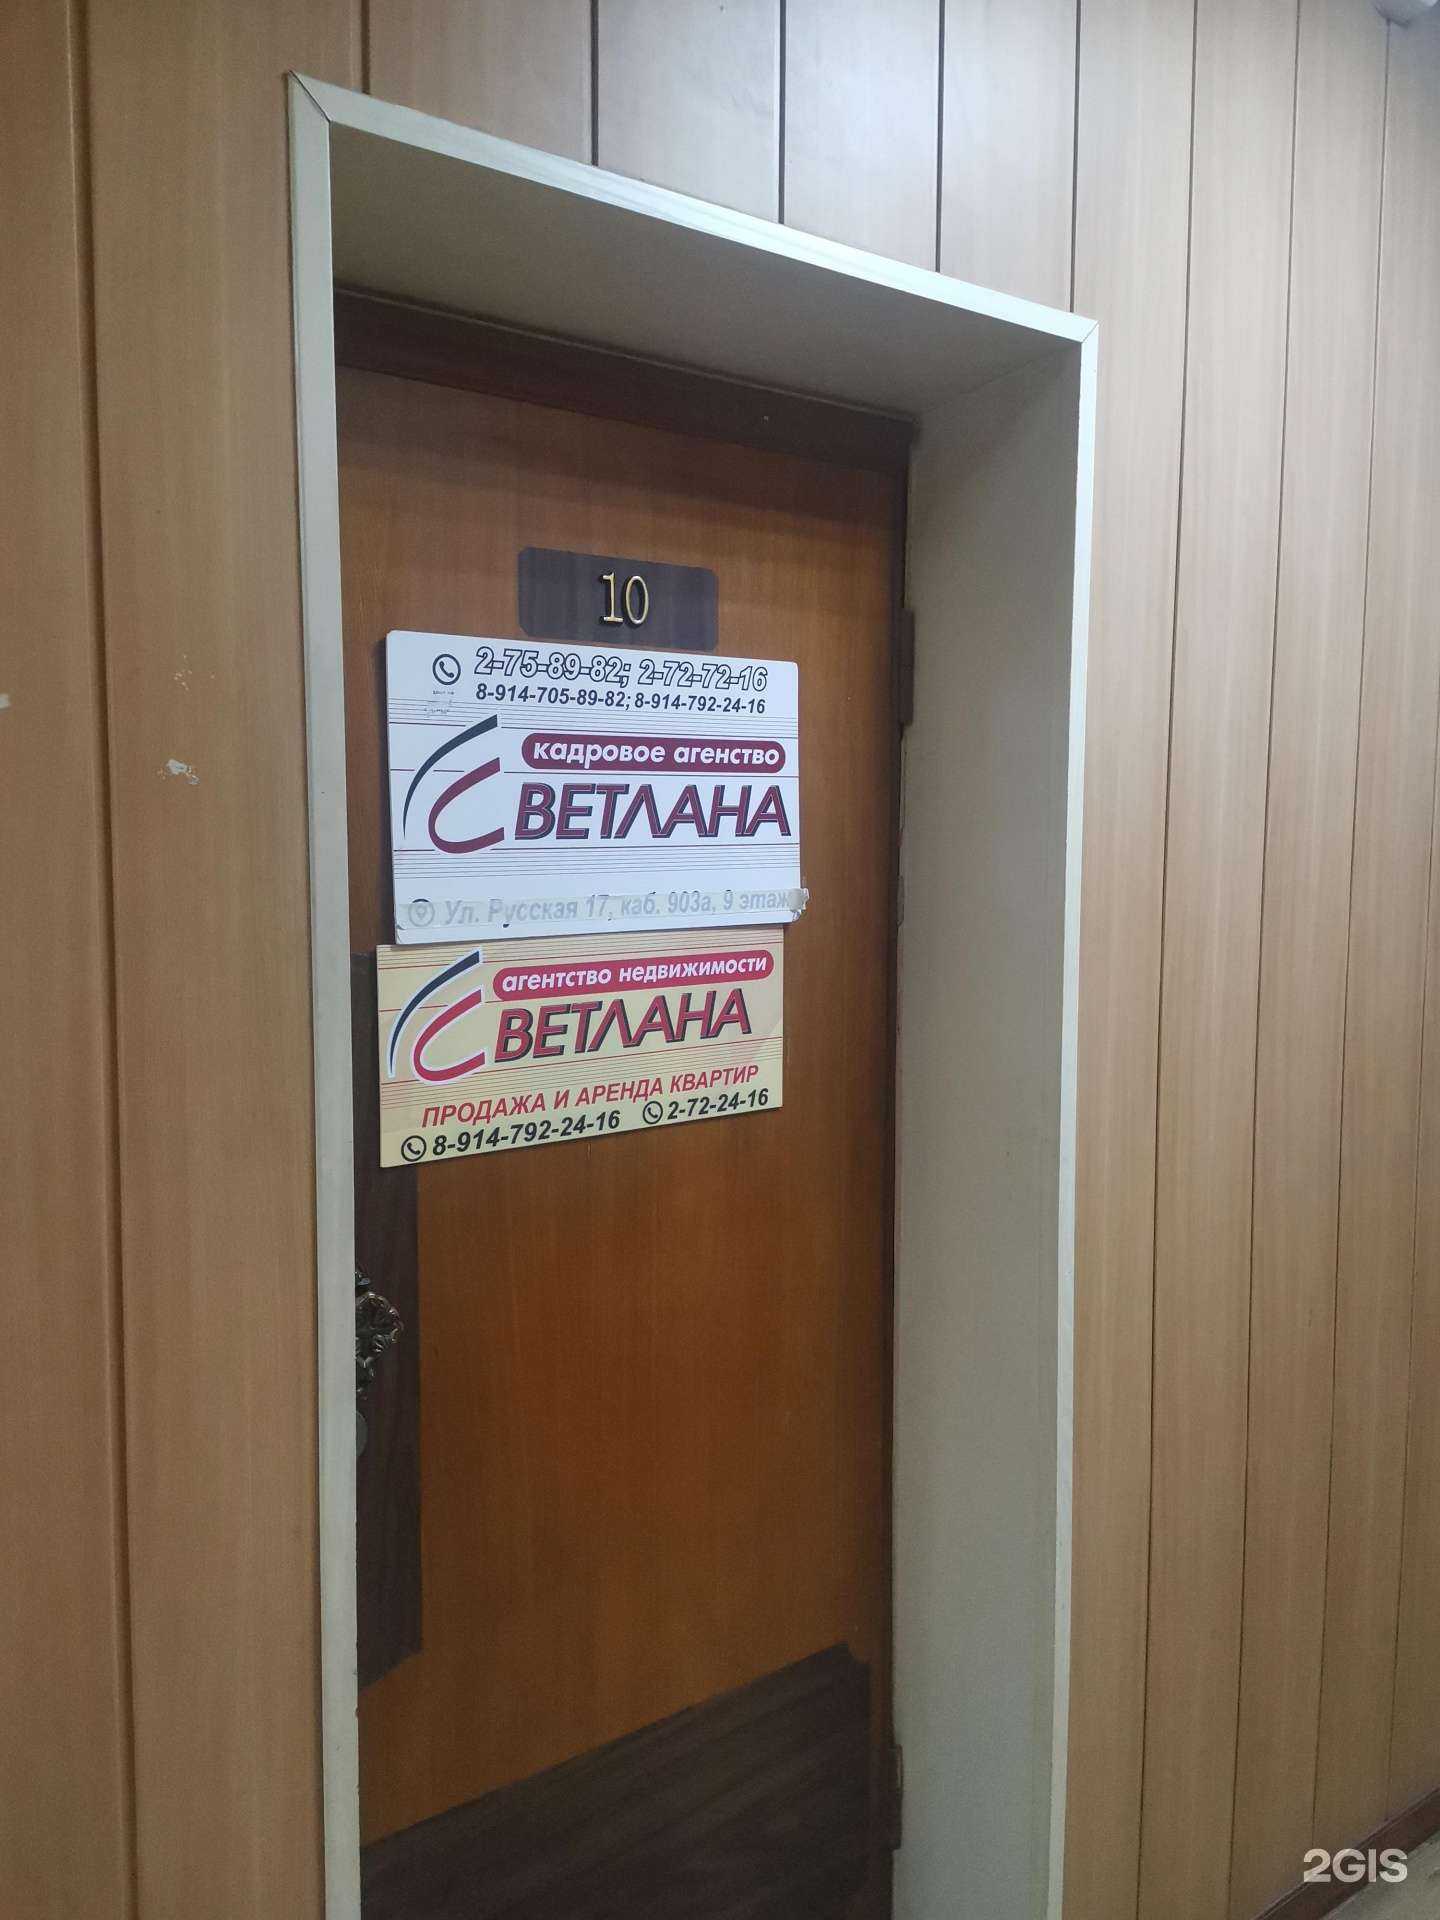 10
2-75-89-82; 2-72-72-16
8-914-705-89-82; 8-914-792-24-16
кадровое агенство
СВЕТЛАНА
Ул. Русская 17, каб. 903а, 9 этаж
агентство недвижимости
СВЕТЛАНА
ПРОДАЖА И АРЕНДА КВАРТИР
8-914-792-24-16 2-72-24-16
2GIS